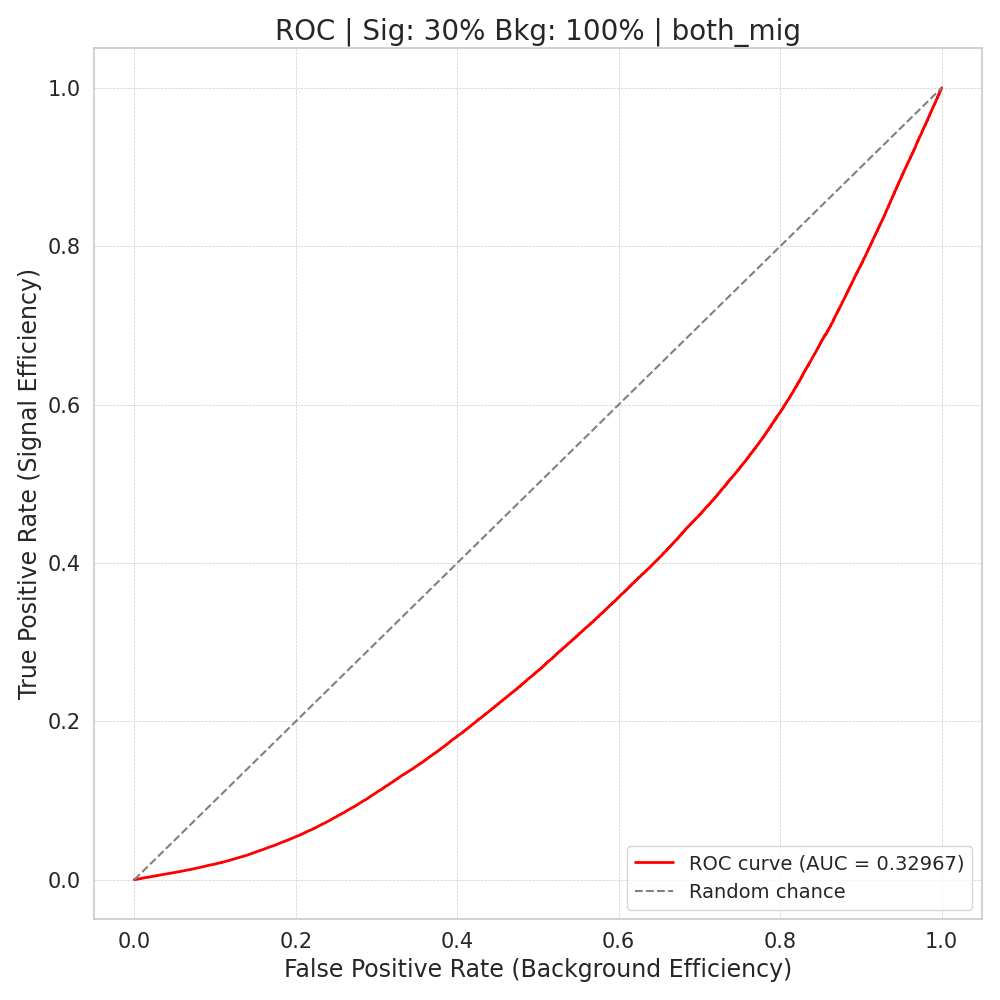 ROC | Sig: 30% Bkg: 100% | both_mig
True Positive Rate (Signal Efficiency)
1.0
0.8
0.6
0.4
0.2
0.0
0.0 0.2 0.4 0.6 0.8 1.0
False Positive Rate (Background Efficiency)
ROC curve (AUC = 0.32967)
Random chance